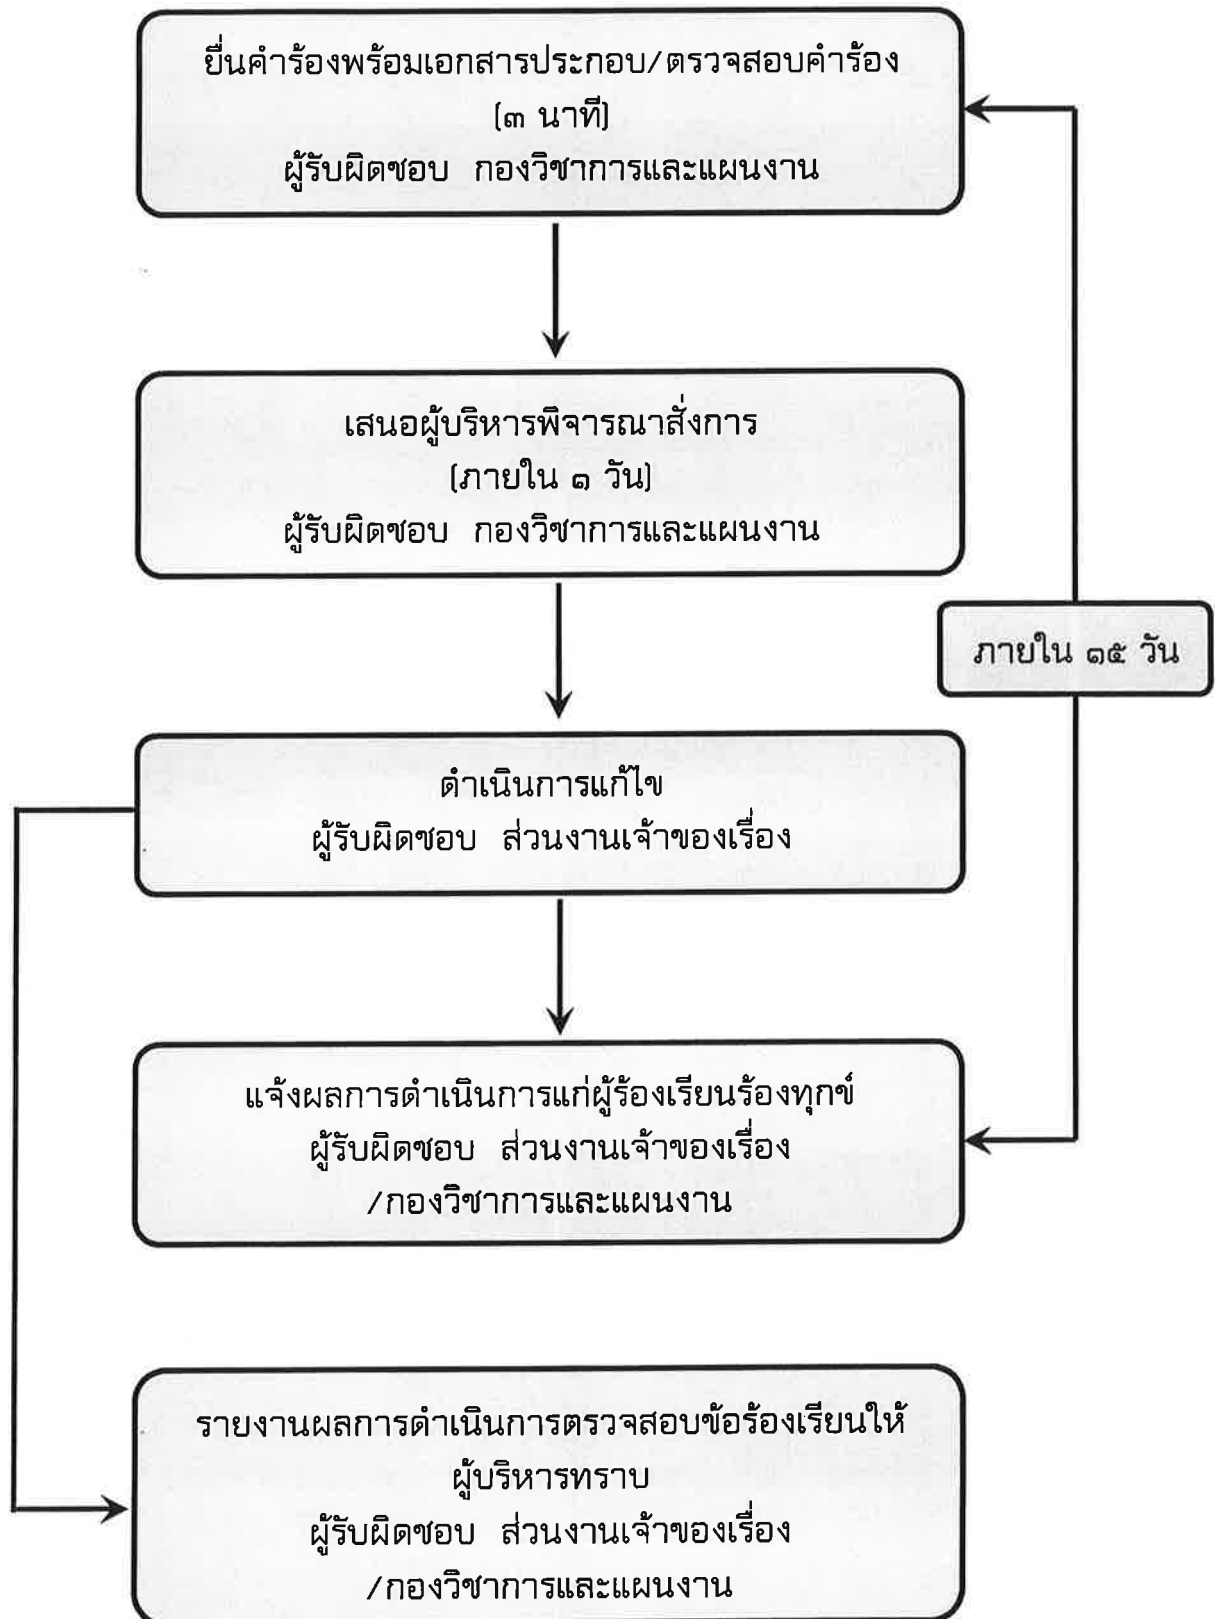 ยื่นคำร้องพร้อมเอกสารประกอบ/ตรวจสอบคำร้อง
(๓ นาที)
ผู้รับผิดชอบ กองวิชาการและแผนงาน
เสนอผู้บริหารพิจารณาสั่งการ
(ภายใน ๑ วัน)
ผู้รับผิดชอบ กองวิชาการและแผนงาน
ภายใน ๑๕ วัน
ดำเนินการแก้ไข
ผู้รับผิดชอบ ส่วนงานเจ้าของเรื่อง
แจ้งผลการดำเนินการแก่ผู้ร้องเรียนร้องทุกข์
ผู้รับผิดชอบ ส่วนงานเจ้าของเรื่อง
/กองวิชาการและแผนงาน
รายงานผลการดำเนินการตรวจสอบข้อร้องเรียนให้
ผู้บริหารทราบ
ผู้รับผิดชอบ ส่วนงานเจ้าของเรื่อง
/กองวิชาการและแผนงาน